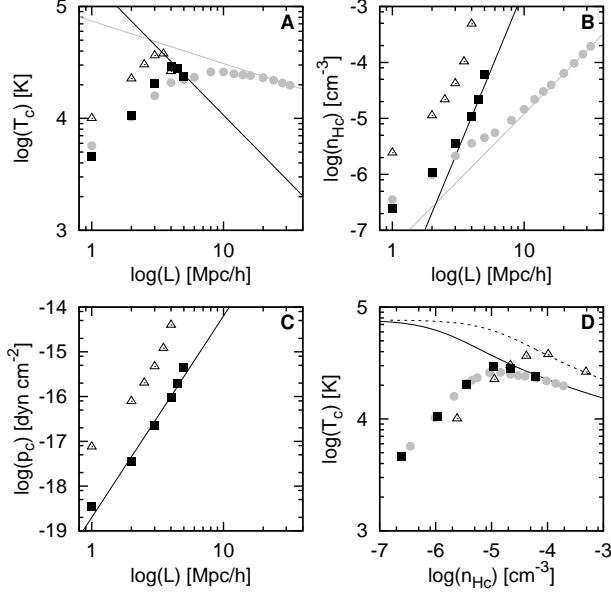 5
4
3
log(T_c) [K]
A
1
10
log(L) [Mpc/h]
-3
-4
-5
-6
-7
log(n_Hc) [cm^-3]
B
1
10
log(L) [Mpc/h]
-14
-15
-16
-17
-18
-19
log(p_c) [dyn cm^-2]
C
1
10
log(L) [Mpc/h]
5
4
3
log(T_c) [K]
D
-7 -6 -5 -4 -3
log(n_Hc) [cm^-3]